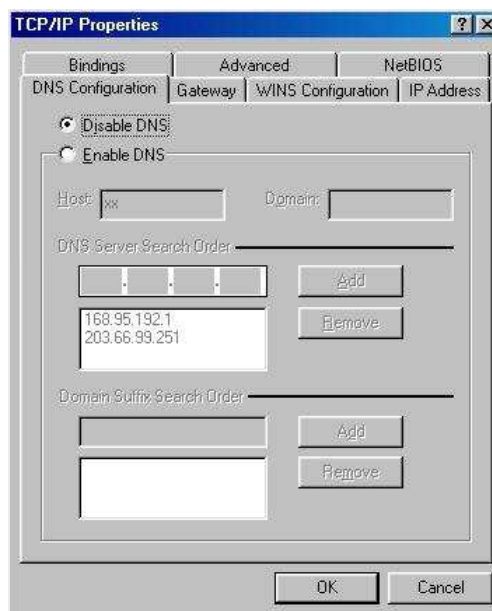 TCP/IP Properties
Bindings Advanced NetBIOS
DNS Configuration Gateway WINS Configuration IP Address
Disable DNS
Enable DNS
Host: xx Domain:
DNS Server Search Order
Add
168.95.192.1
203.66.99.251
Remove
Domain Suffix Search Order
Add
Remove
OK Cancel